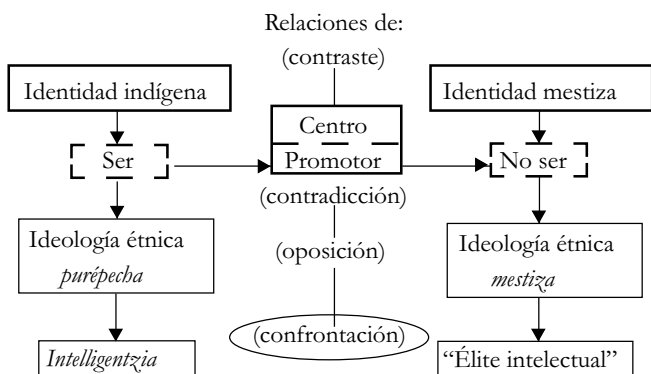 Relaciones de:
(contraste)
Identidad indígena
Identidad mestiza
Centro
Ser
Promotor
No ser
(contradicción)
Ideología étnica
purépecha
(oposición)
Ideología étnica
mestiza
(confrontación)
Intelligentzia
“Élite intelectual”